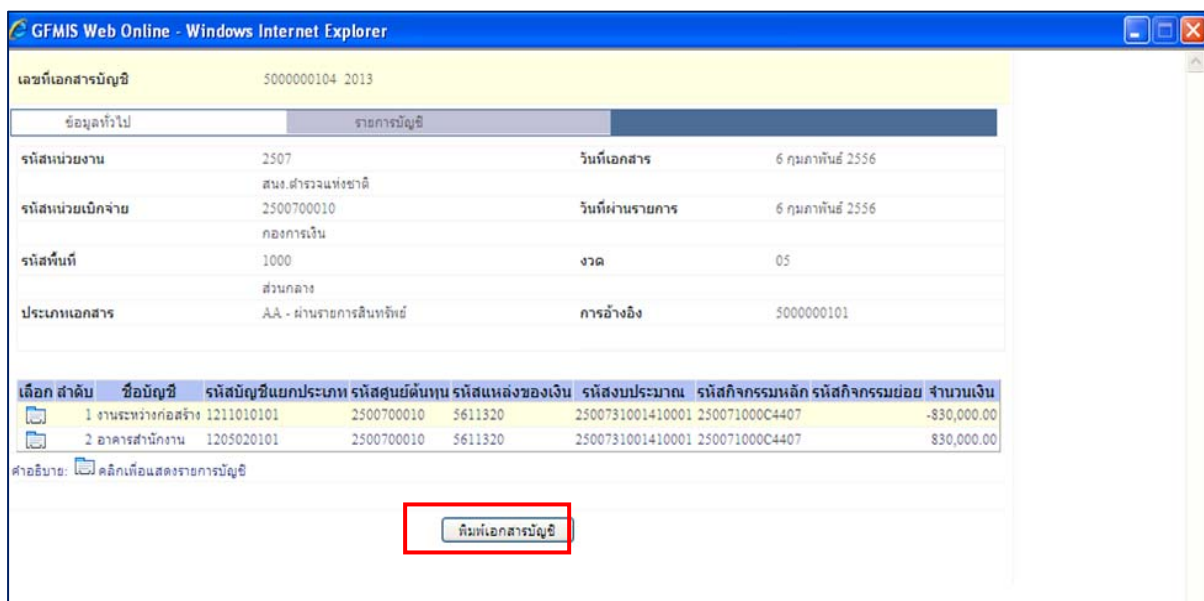 GFMIS Web Online - Windows Internet Explorer
เลขที่เอกสารบัญชี 5000000104 2013
ข้อมูลทั่วไป รายการบัญชี
รหัสหน่วยงาน 2507 วันที่เอกสาร 6 กุมภาพันธ์ 2556
สนง.ตำรวจแห่งชาติ
รหัสหน่วยเบิกจ่าย 2500700010 วันที่ผ่านรายการ 6 กุมภาพันธ์ 2556
กองการเงิน
รหัสพื้นที่ 1000 งวด 05
ส่วนกลาง
ประเภทเอกสาร AA - ผ่านรายการสินทรัพย์ การอ้างอิง 5000000101
เลือก ลำดับ ชื่อบัญชี รหัสบัญชีแยกประเภท รหัสศูนย์ต้นทุน รหัสแหล่งของเงิน รหัสงบประมาณ รหัสกิจกรรมหลัก รหัสกิจกรรมย่อย จำนวนเงิน
1 งานระหว่างก่อสร้าง 1211010101 2500700010 5611320 2500731001410001 250071000C4407 -830,000.00
2 อาคารสำนักงาน 1205020101 2500700010 5611320 2500731001410001 250071000C4407 830,000.00
คำอธิบาย: คลิกเพื่อแสดงรายการบัญชี
พิมพ์เอกสารบัญชี